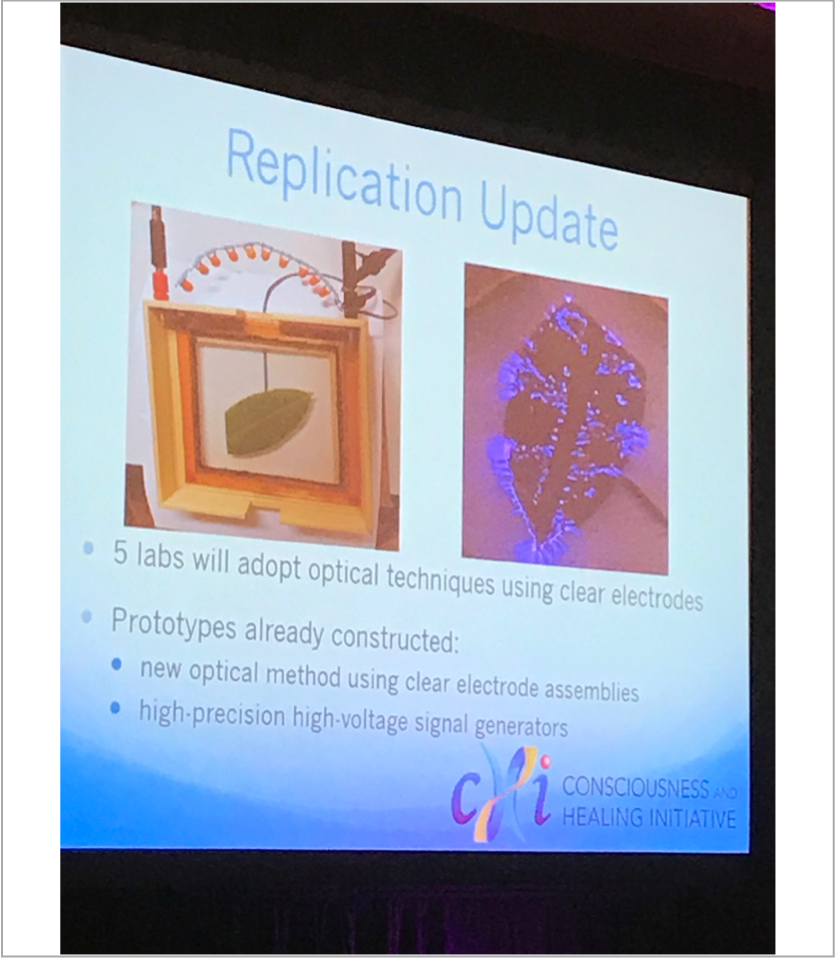 Replication Update
5 labs will adopt optical techniques using clear electrodes
Prototypes already constructed:
new optical method using clear electrode assemblies
high-precision high-voltage signal generators
cHi
CONSCIOUSNESS AND
HEALING INITIATIVE